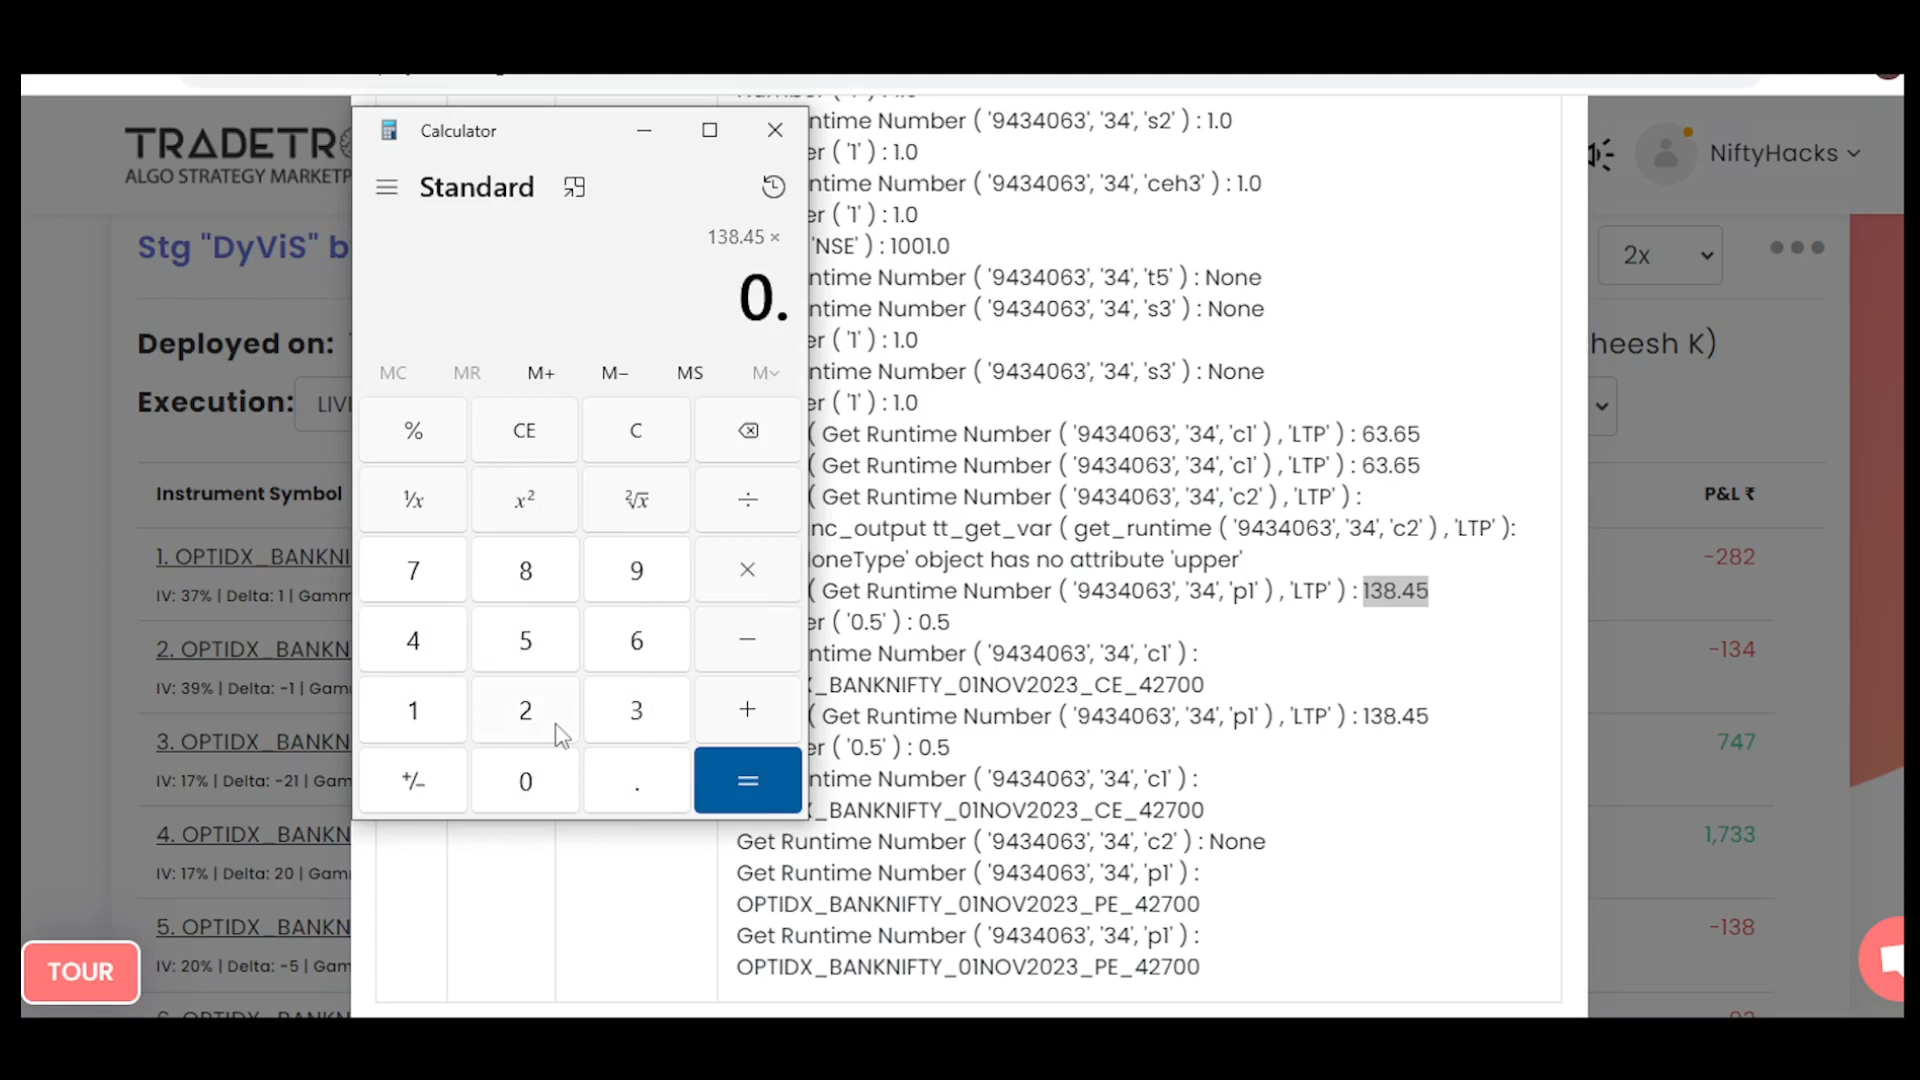 TRADETR
ALGO STRATEGY MARKETP
NiftyHacks
Stg "DyViS" b
2x
Deployed on:
heesh K)
Execution:
LIVE
Instrument Symbol
P&L ₹
1. OPTIDX_BANKNI
-282
IV: 37% | Delta: 1 | Gamm
2. OPTIDX_BANKN
-134
IV: 39% | Delta: -1 | Gam
3. OPTIDX_BANKN
747
IV: 17% | Delta: -21 | Gam
4. OPTIDX_BANKN
1,733
IV: 17% | Delta: 20 | Gam
5. OPTIDX_BANKN
-138
IV: 20% | Delta: -5 | Gam
TOUR
Calculator
Standard
138.45 ×
0.
MC MR M+ M− MS M
% CE C
¹/x x² ²√x ÷
7 8 9 ×
4 5 6 −
1 2 3 +
+/− 0 . =
ntime Number ( '9434063', '34', 's2' ) : 1.0
er ( '1' ) : 1.0
ntime Number ( '9434063', '34', 'ceh3' ) : 1.0
er ( '1' ) : 1.0
'NSE' ) : 1001.0
ntime Number ( '9434063', '34', 't5' ) : None
ntime Number ( '9434063', '34', 's3' ) : None
er ( '1' ) : 1.0
ntime Number ( '9434063', '34', 's3' ) : None
er ( '1' ) : 1.0
( Get Runtime Number ( '9434063', '34', 'c1' ) , 'LTP' ) : 63.65
( Get Runtime Number ( '9434063', '34', 'c1' ) , 'LTP' ) : 63.65
( Get Runtime Number ( '9434063', '34', 'c2' ) , 'LTP' ) :
nc_output tt_get_var ( get_runtime ( '9434063', '34', 'c2' ) , 'LTP' ):
oneType' object has no attribute 'upper'
( Get Runtime Number ( '9434063', '34', 'p1' ) , 'LTP' ) : 138.45
er ( '0.5' ) : 0.5
ntime Number ( '9434063', '34', 'c1' ) :
_BANKNIFTY_01NOV2023_CE_42700
( Get Runtime Number ( '9434063', '34', 'p1' ) , 'LTP' ) : 138.45
er ( '0.5' ) : 0.5
ntime Number ( '9434063', '34', 'c1' ) :
_BANKNIFTY_01NOV2023_CE_42700
Get Runtime Number ( '9434063', '34', 'c2' ) : None
Get Runtime Number ( '9434063', '34', 'p1' ) :
OPTIDX_BANKNIFTY_01NOV2023_PE_42700
Get Runtime Number ( '9434063', '34', 'p1' ) :
OPTIDX_BANKNIFTY_01NOV2023_PE_42700